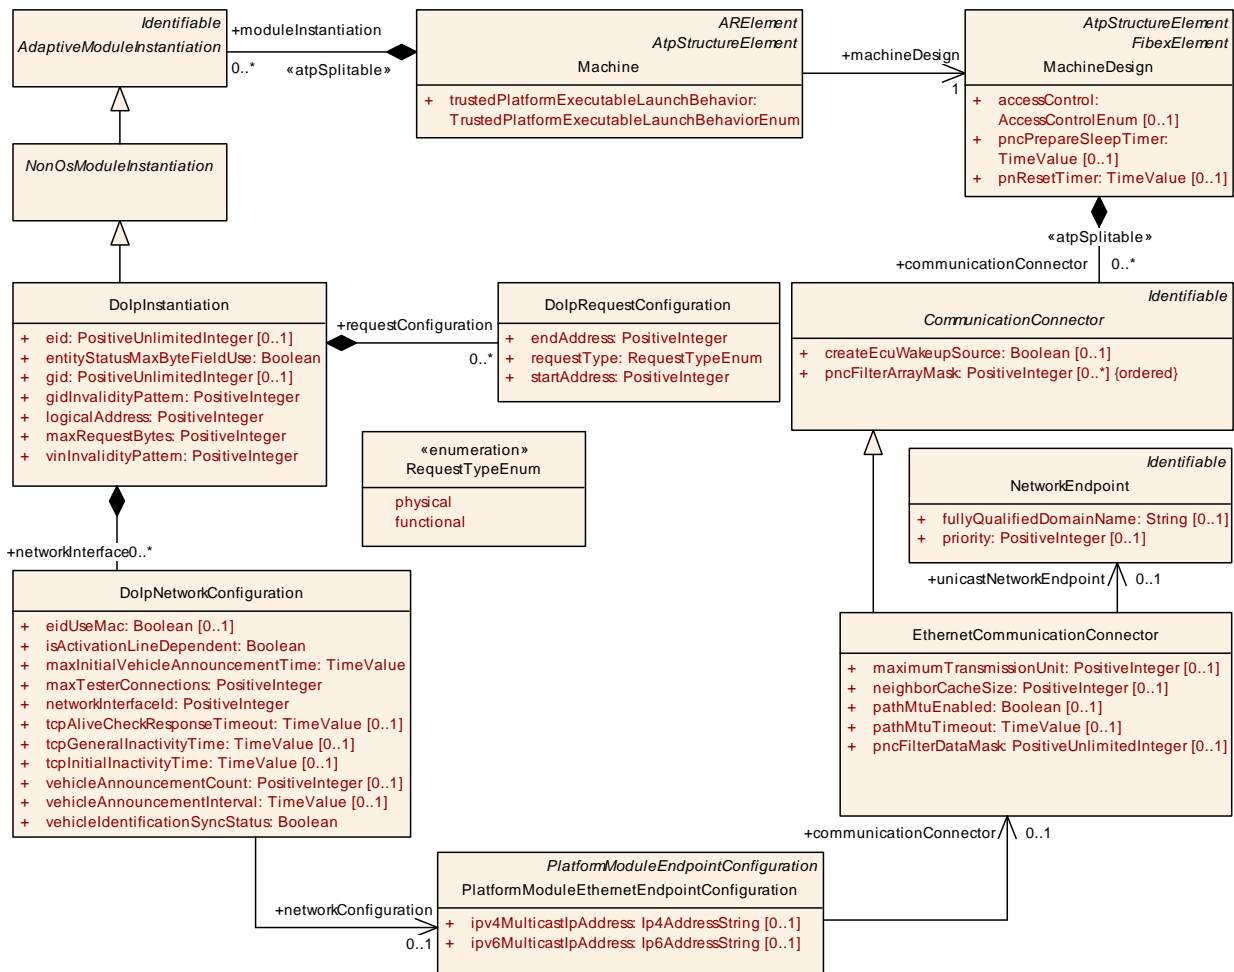 Identifiable
AdaptiveModuleInstantiation
+moduleInstantiation
0..*
«atpSplitable»
ARElement
AtpStructureElement
Machine
+ trustedPlatformExecutableLaunchBehavior:
TrustedPlatformExecutableLaunchBehaviorEnum
+machineDesign
1
AtpStructureElement
FibexElement
MachineDesign
+ accessControl:
AccessControlEnum [0..1]
+ pncPrepareSleepTimer:
TimeValue [0..1]
+ pnResetTimer: TimeValue [0..1]
NonOsModuleInstantiation
«atpSplitable»
+communicationConnector
0..*
DoIpInstantiation
+ eid: PositiveUnlimitedInteger [0..1]
+ entityStatusMaxByteFieldUse: Boolean
+ gid: PositiveUnlimitedInteger [0..1]
+ gidInvalidityPattern: PositiveInteger
+ logicalAddress: PositiveInteger
+ maxRequestBytes: PositiveInteger
+ vinInvalidityPattern: PositiveInteger
+requestConfiguration
0..*
DoIpRequestConfiguration
+ endAddress: PositiveInteger
+ requestType: RequestTypeEnum
+ startAddress: PositiveInteger
Identifiable
CommunicationConnector
+ createEcuWakeupSource: Boolean [0..1]
+ pncFilterArrayMask: PositiveInteger [0..*] {ordered}
«enumeration»
RequestTypeEnum
physical
functional
Identifiable
NetworkEndpoint
+ fullyQualifiedDomainName: String [0..1]
+ priority: PositiveInteger [0..1]
+networkInterface 0..*
+unicastNetworkEndpoint
0..1
DoIpNetworkConfiguration
+ eidUseMac: Boolean [0..1]
+ isActivationLineDependent: Boolean
+ maxInitialVehicleAnnouncementTime: TimeValue
+ maxTesterConnections: PositiveInteger
+ networkInterfaceId: PositiveInteger
+ tcpAliveCheckResponseTimeout: TimeValue [0..1]
+ tcpGeneralInactivityTime: TimeValue [0..1]
+ tcpInitialInactivityTime: TimeValue [0..1]
+ vehicleAnnouncementCount: PositiveInteger [0..1]
+ vehicleAnnouncementInterval: TimeValue [0..1]
+ vehicleIdentificationSyncStatus: Boolean
EthernetCommunicationConnector
+ maximumTransmissionUnit: PositiveInteger [0..1]
+ neighborCacheSize: PositiveInteger [0..1]
+ pathMtuEnabled: Boolean [0..1]
+ pathMtuTimeout: TimeValue [0..1]
+ pncFilterDataMask: PositiveUnlimitedInteger [0..1]
+communicationConnector
0..1
+networkConfiguration
0..1
PlatformModuleEndpointConfiguration
PlatformModuleEthernetEndpointConfiguration
+ ipv4MulticastIpAddress: Ip4AddressString [0..1]
+ ipv6MulticastIpAddress: Ip6AddressString [0..1]